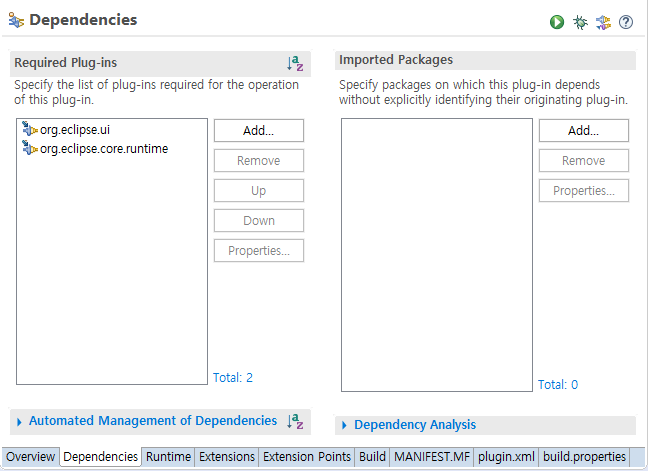 Dependencies
Required Plug-ins
Specify the list of plug-ins required for the operation
of this plug-in.
org.eclipse.ui
org.eclipse.core.runtime
Add...
Remove
Up
Down
Properties...
Total: 2
Automated Management of Dependencies
Imported Packages
Specify packages on which this plug-in depends
without explicitly identifying their originating plug-in.
Add...
Remove
Properties...
Total: 0
Dependency Analysis
Overview Dependencies Runtime Extensions Extension Points Build MANIFEST.MF plugin.xml build.properties